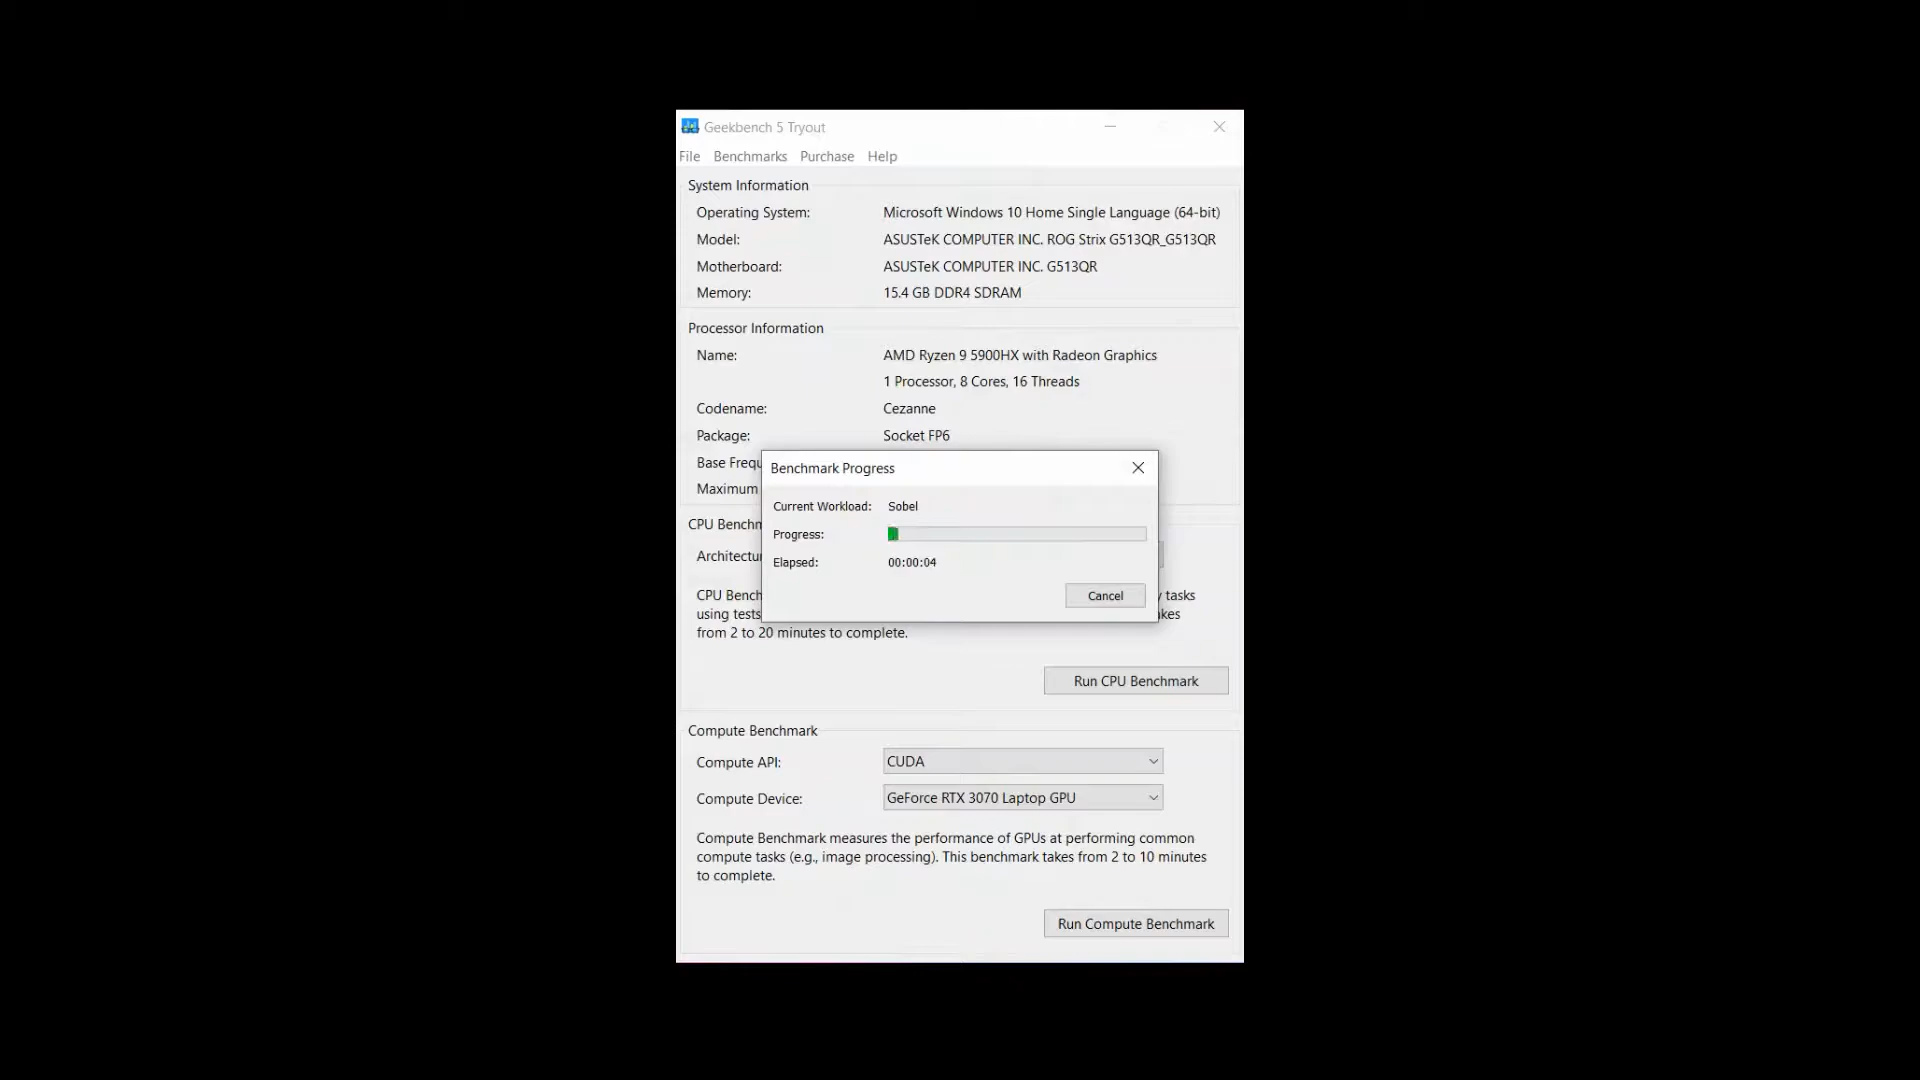 Geekbench 5 Tryout
File Benchmarks Purchase Help
System Information
Operating System: Microsoft Windows 10 Home Single Language (64-bit)
Model: ASUSTeK COMPUTER INC. ROG Strix G513QR_G513QR
Motherboard: ASUSTeK COMPUTER INC. G513QR
Memory: 15.4 GB DDR4 SDRAM
Processor Information
Name: AMD Ryzen 9 5900HX with Radeon Graphics
1 Processor, 8 Cores, 16 Threads
Codename: Cezanne
Package: Socket FP6
Base
Maximum
Benchmark Progress
Current Workload: Sobel
Progress:
Elapsed: 00:00:04
Cancel
CPU
CPU tasks
using tests
from 2 to 20 minutes to complete.
Run CPU Benchmark
Compute Benchmark
Compute API: CUDA
Compute Device: GeForce RTX 3070 Laptop GPU
Compute Benchmark measures the performance of GPUs at performing common
compute tasks (e.g., image processing). This benchmark takes from 2 to 10 minutes
to complete.
Run Compute Benchmark